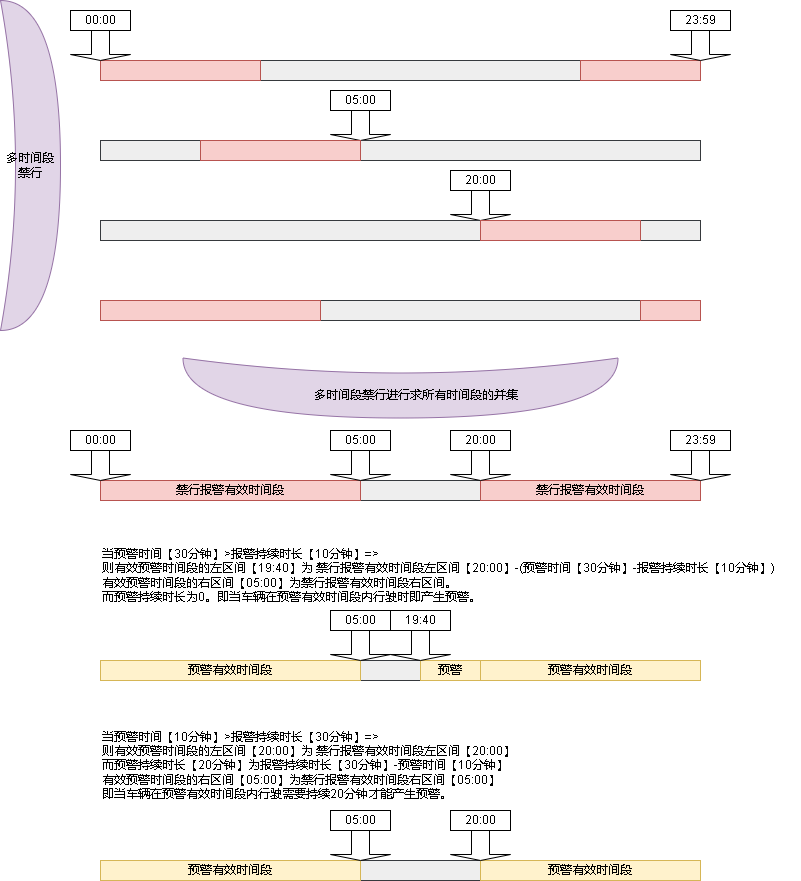 00:00
23:59
05:00
多时间段
禁行
20:00
多时间段禁行进行求所有时间段的并集
00:00
05:00
20:00
23:59
禁行报警有效时间段
禁行报警有效时间段
当预警时间【30分钟】>报警持续时长【10分钟】=>
则有效预警时间段的左区间【19:40】为 禁行报警有效时间段左区间【20:00】-(预警时间【30分钟】-报警持续时长【10分钟】)
有效预警时间段的右区间【05:00】为禁行报警有效时间段右区间。
而预警持续时长为0。即当车辆在预警有效时间段内行驶时即产生预警。
05:00
19:40
预警有效时间段
预警
预警有效时间段
当预警时间【10分钟】>报警持续时长【30分钟】=>
则有效预警时间段的左区间【20:00】为 禁行报警有效时间段左区间【20:00】
而预警持续时长【20分钟】为报警持续时长【30分钟】-预警时间【10分钟】
有效预警时间段的右区间【05:00】为禁行报警有效时间段右区间【05:00】
即当车辆在预警有效时间段内行驶需要持续20分钟才能产生预警。
05:00
20:00
预警有效时间段
预警有效时间段